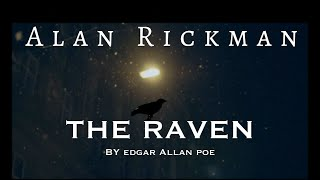 Alan Rickman
THE RAVEN
BY edgar Allan poe